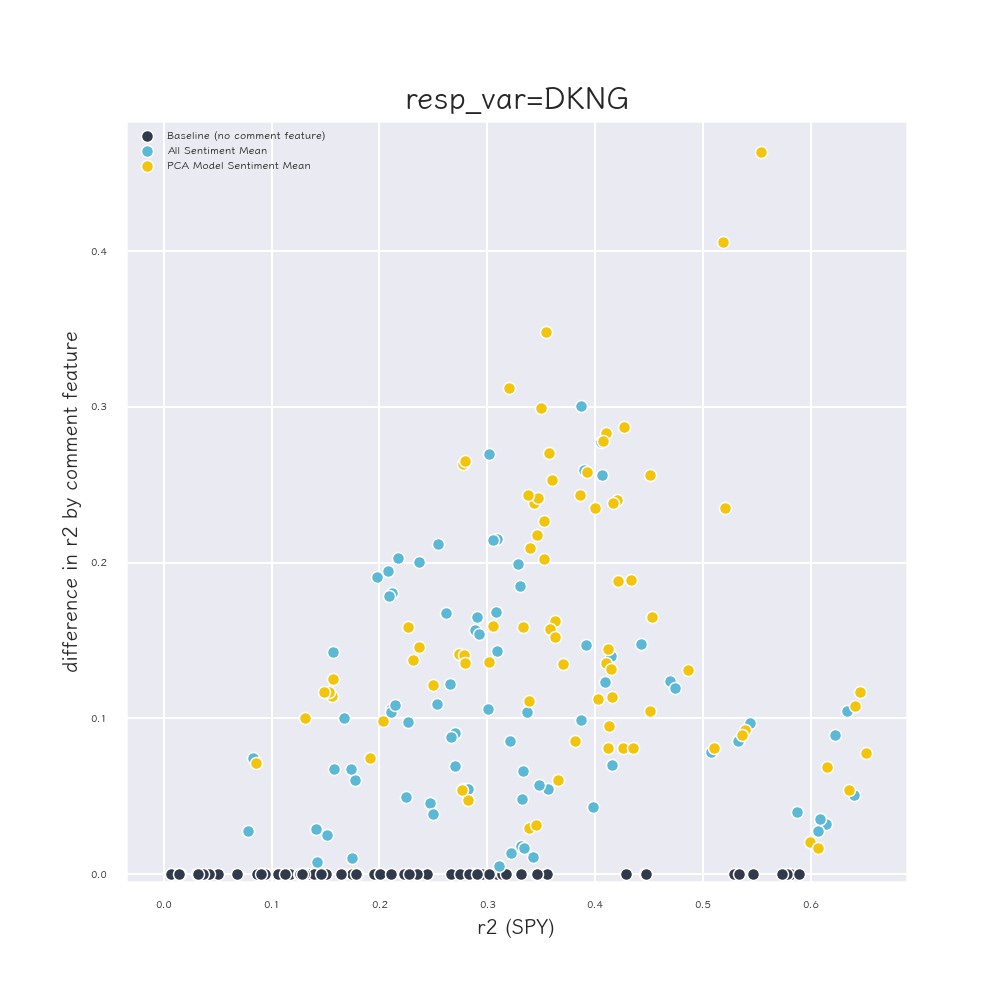 resp_var=DKNG
Baseline (no comment feature)
All Sentiment Mean
PCA Model Sentiment Mean
difference in r2 by comment feature
0.4
0.3
0.2
0.1
0.0
0.0 0.1 0.2 0.3 0.4 0.5 0.6
r2 (SPY)